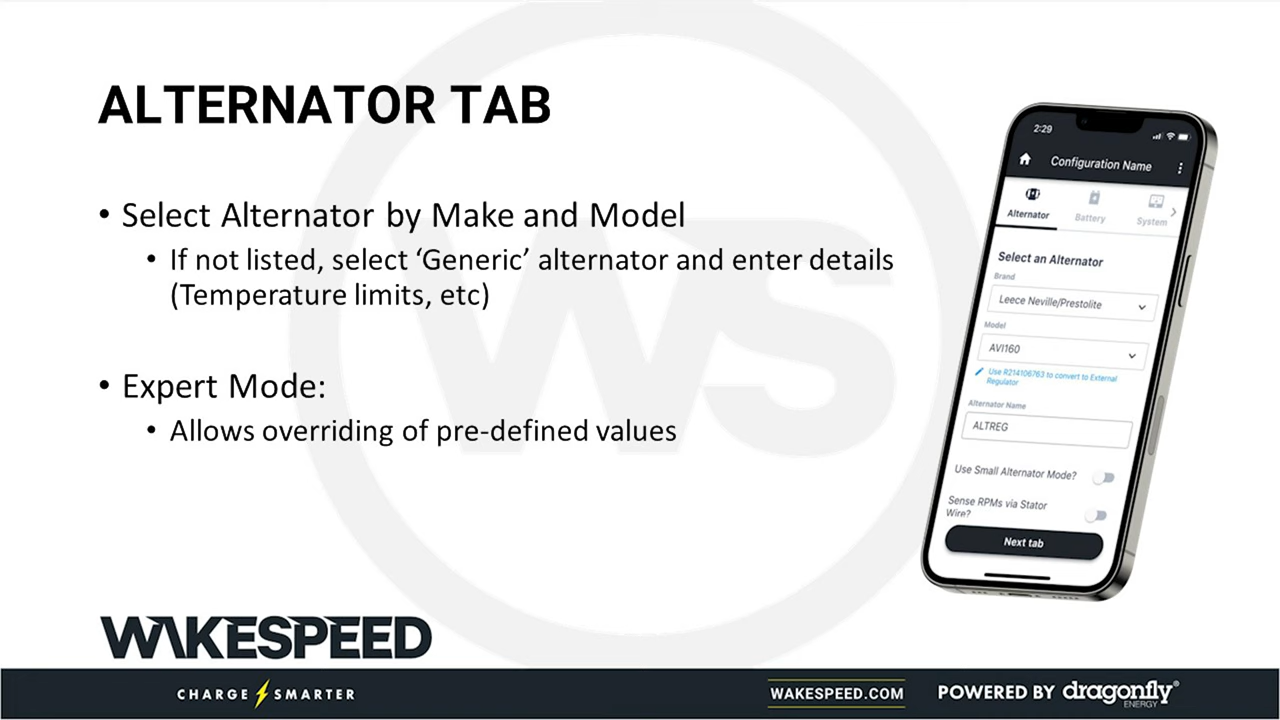 ALTERNATOR TAB
• Select Alternator by Make and Model
• If not listed, select ‘Generic’ alternator and enter details
(Temperature limits, etc)
• Expert Mode:
• Allows overriding of pre-defined values
2:29
Configuration Name
Alternator
Battery
System
Select an Alternator
Brand
Leece Neville/Prestolite
Model
AVI160
Use R214106763 to convert to External
Regulator
Alternator Name
ALTREG
Use Small Alternator Mode?
Sense RPMs via Stator
Wire?
Next tab
WS
WAKESPEED
CHARGE SMARTER
WAKESPEED.COM
POWERED BY dragonfly®
ENERGY